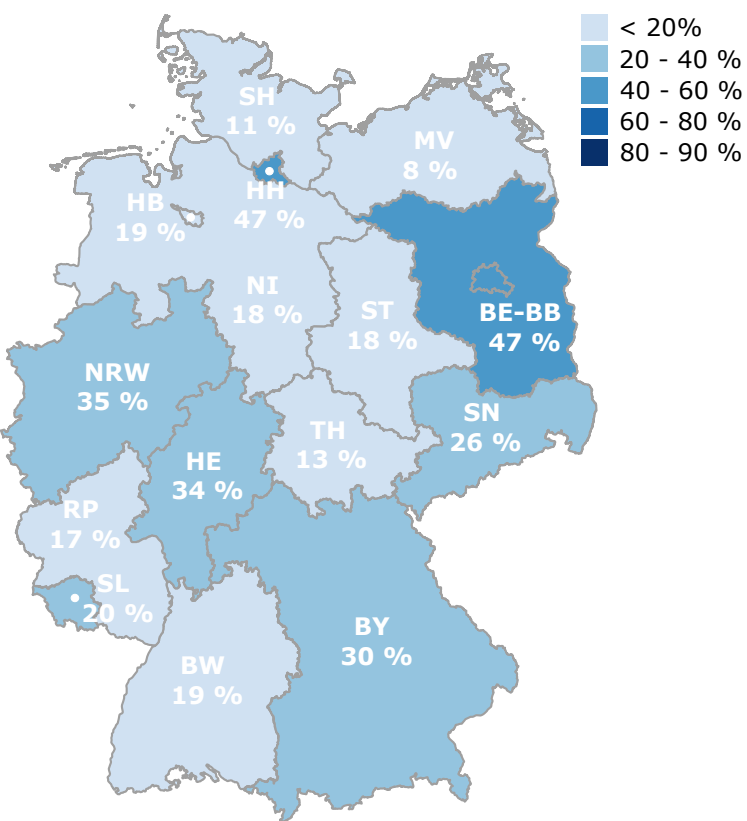 < 20%
20 - 40 %
40 - 60 %
60 - 80 %
80 - 90 %
SH
11 %
MV
8 %
HH
47 %
HB
19 %
NI
18 %
ST
18 %
BE-BB
47 %
NRW
35 %
SN
26 %
TH
13 %
HE
34 %
RP
17 %
SL
20 %
BY
30 %
BW
19 %